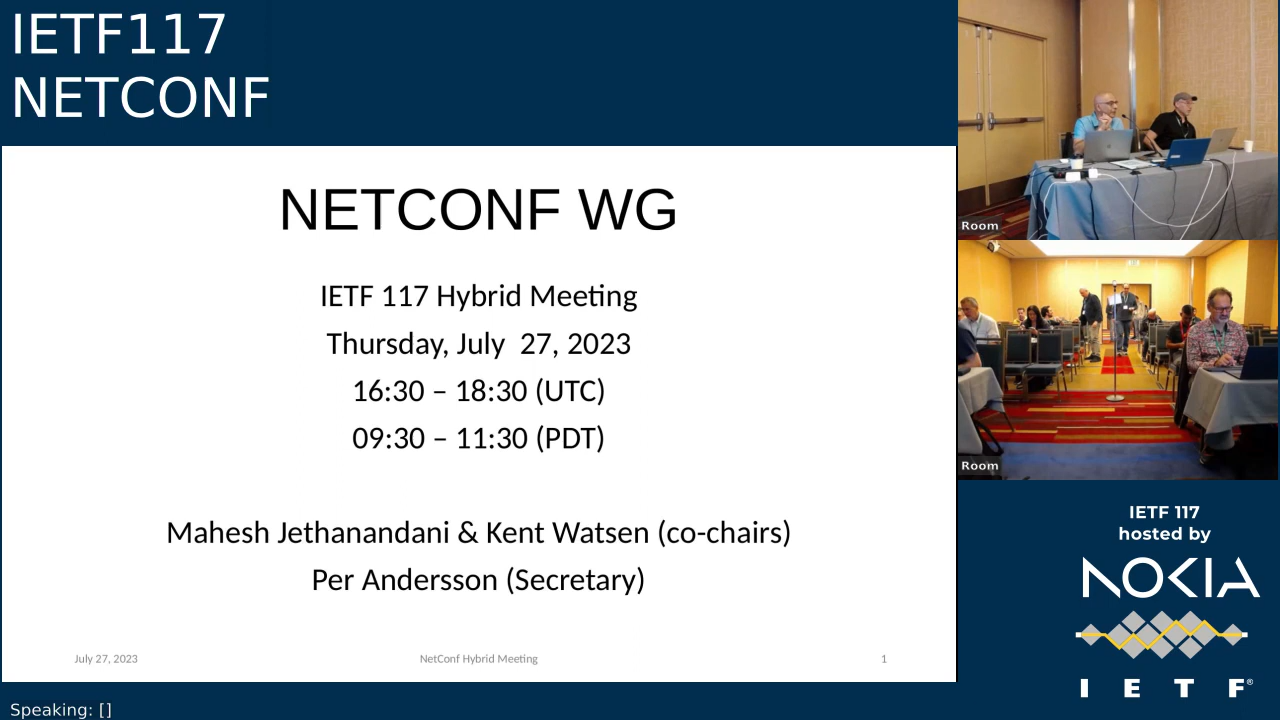 IETF117
NETCONF
NETCONF WG
IETF 117 Hybrid Meeting
Thursday, July  27, 2023
16:30 – 18:30 (UTC)
09:30 – 11:30 (PDT)
Mahesh Jethanandani & Kent Watsen (co-chairs)
Per Andersson (Secretary)
July 27, 2023
NetConf Hybrid Meeting
1
Room
Room
IETF 117
hosted by
NOKIA
I E T F®
Speaking: []